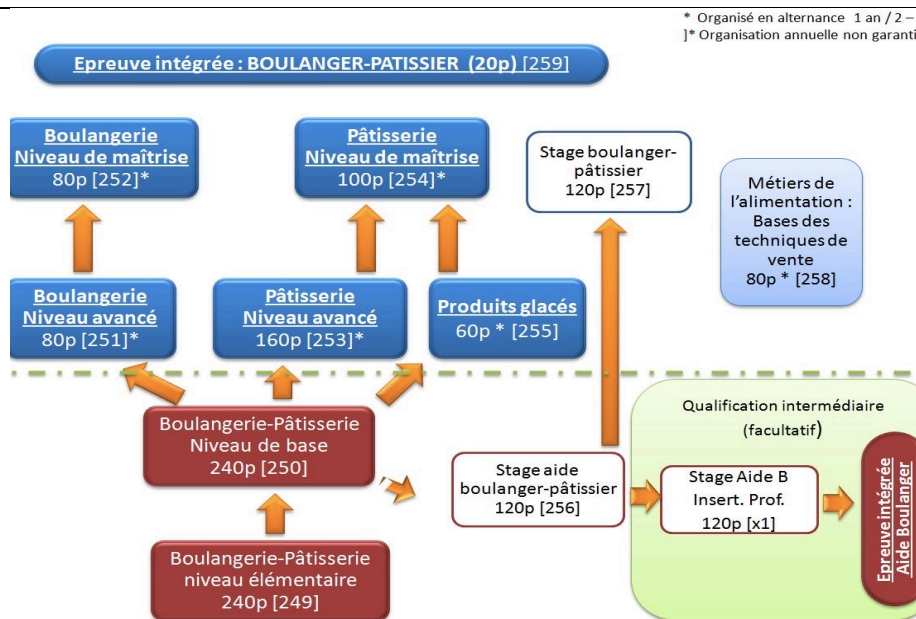 * Organisé en alternance 1 an / 2 –
]* Organisation annuelle non garanti
Epreuve intégrée : BOULANGER-PATISSIER (20p) [259]
Boulangerie
Niveau de maîtrise
80p [252]*
Pâtisserie
Niveau de maîtrise
100p [254]*
Stage boulanger-
pâtissier
120p [257]
Métiers de
l'alimentation :
Bases des
techniques de
vente
80p * [258]
Boulangerie
Niveau avancé
80p [251]*
Pâtisserie
Niveau avancé
160p [253]*
Produits glacés
60p * [255]
Boulangerie-Pâtisserie
Niveau de base
240p [250]
Qualification intermédiaire
(facultatif)
Stage aide
boulanger-pâtissier
120p [256]
Stage Aide B
Insert. Prof.
120p [x1]
Epreuve intégrée
Aide Boulanger
Boulangerie-Pâtisserie
niveau élémentaire
240p [249]